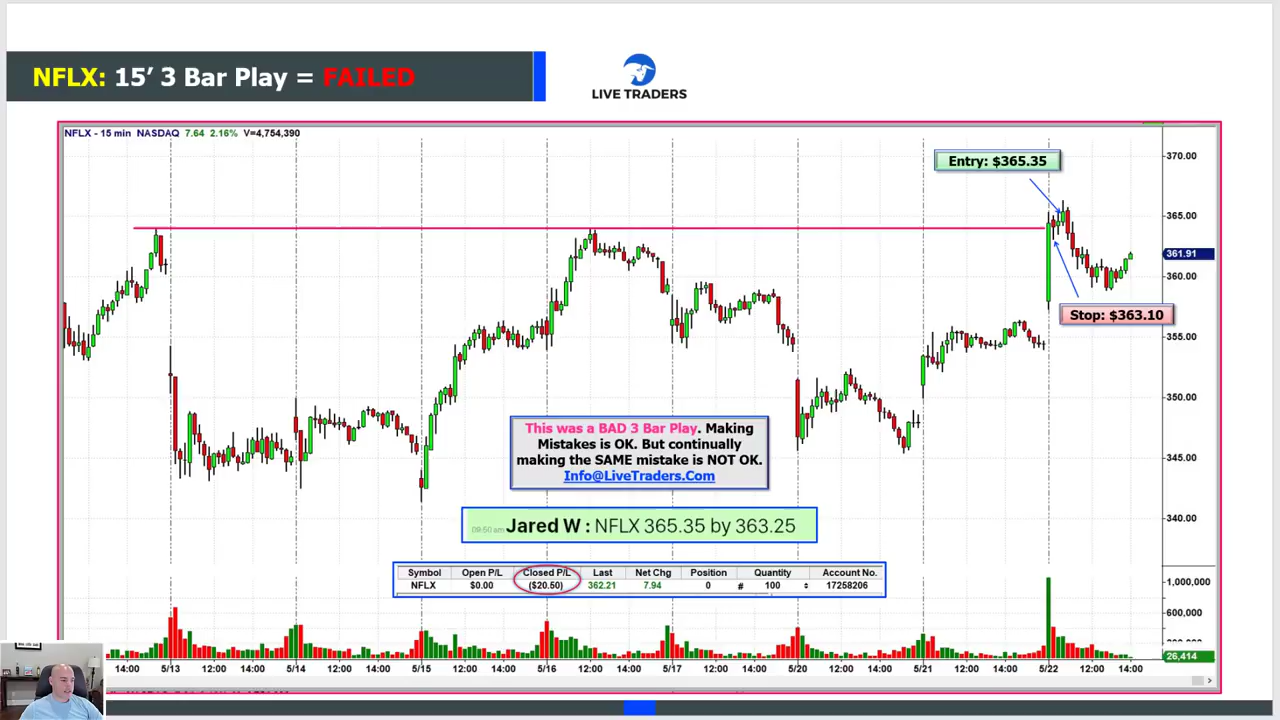 NFLX: 15’ 3 Bar Play = FAILED
LIVE TRADERS
NFLX - 15 min NASDAQ 7.64 2.16% V=4,754,390
Entry: $365.35
370.00
365.00
361.91
360.00
Stop: $363.10
355.00
350.00
345.00
340.00
This was a BAD 3 Bar Play. Making
Mistakes is OK. But continually
making the SAME mistake is NOT OK.
Info@LiveTraders.Com
09:50 am Jared W : NFLX 365.35 by 363.25
Symbol Open P/L Closed P/L Last Net Chg Position Quantity Account No.
NFLX $0.00 ($20.50) 362.21 7.94 0 # 100 17258206
1,000,000
600,000
26,414
14:00 5/13 12:00 14:00 5/14 12:00 14:00 5/15 12:00 14:00 5/16 12:00 14:00 5/17 12:00 14:00 5/20 12:00 14:00 5/21 12:00 14:00 5/22 12:00 14:00